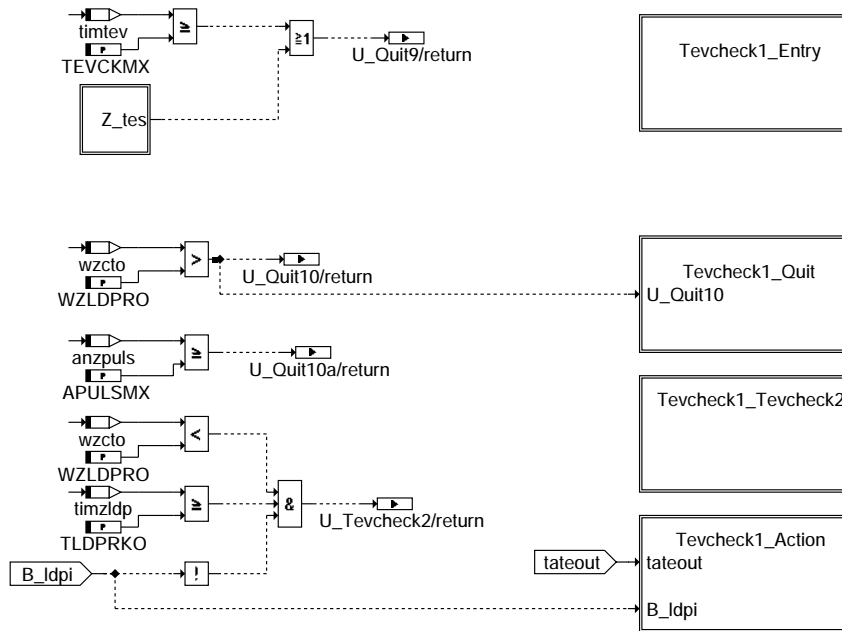 timtev
≥
TEVCKMX
≧1
U_Quit9/return
Z_tes
Tevcheck1_Entry
wzcto
>
WZLDPRO
U_Quit10/return
Tevcheck1_Quit
U_Quit10
anzpuls
≥
APULSMX
U_Quit10a/return
Tevcheck1_Tevcheck2
wzcto
<
WZLDPRO
timzldp
≥
TLDPRKO
&
U_Tevcheck2/return
B_ldpi
!
tateout
Tevcheck1_Action
tateout
B_ldpi
P
P
P
P
P